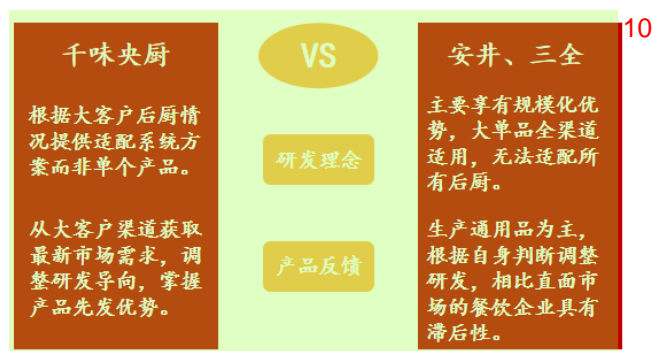 千味央厨
VS
安井、三全
10
根据大客户后厨情
况提供适配系统方
案而非单个产品。
研发理念
主要享有规模化优
势，大单品全渠道
适用，无法适配所
有后厨。
从大客户渠道获取
最新市场需求，调
整研发导向，掌握
产品先发优势。
产品反馈
生产通用品为主，
根据自身判断调整
研发，相比直面市
场的餐饮企业具有
滞后性。